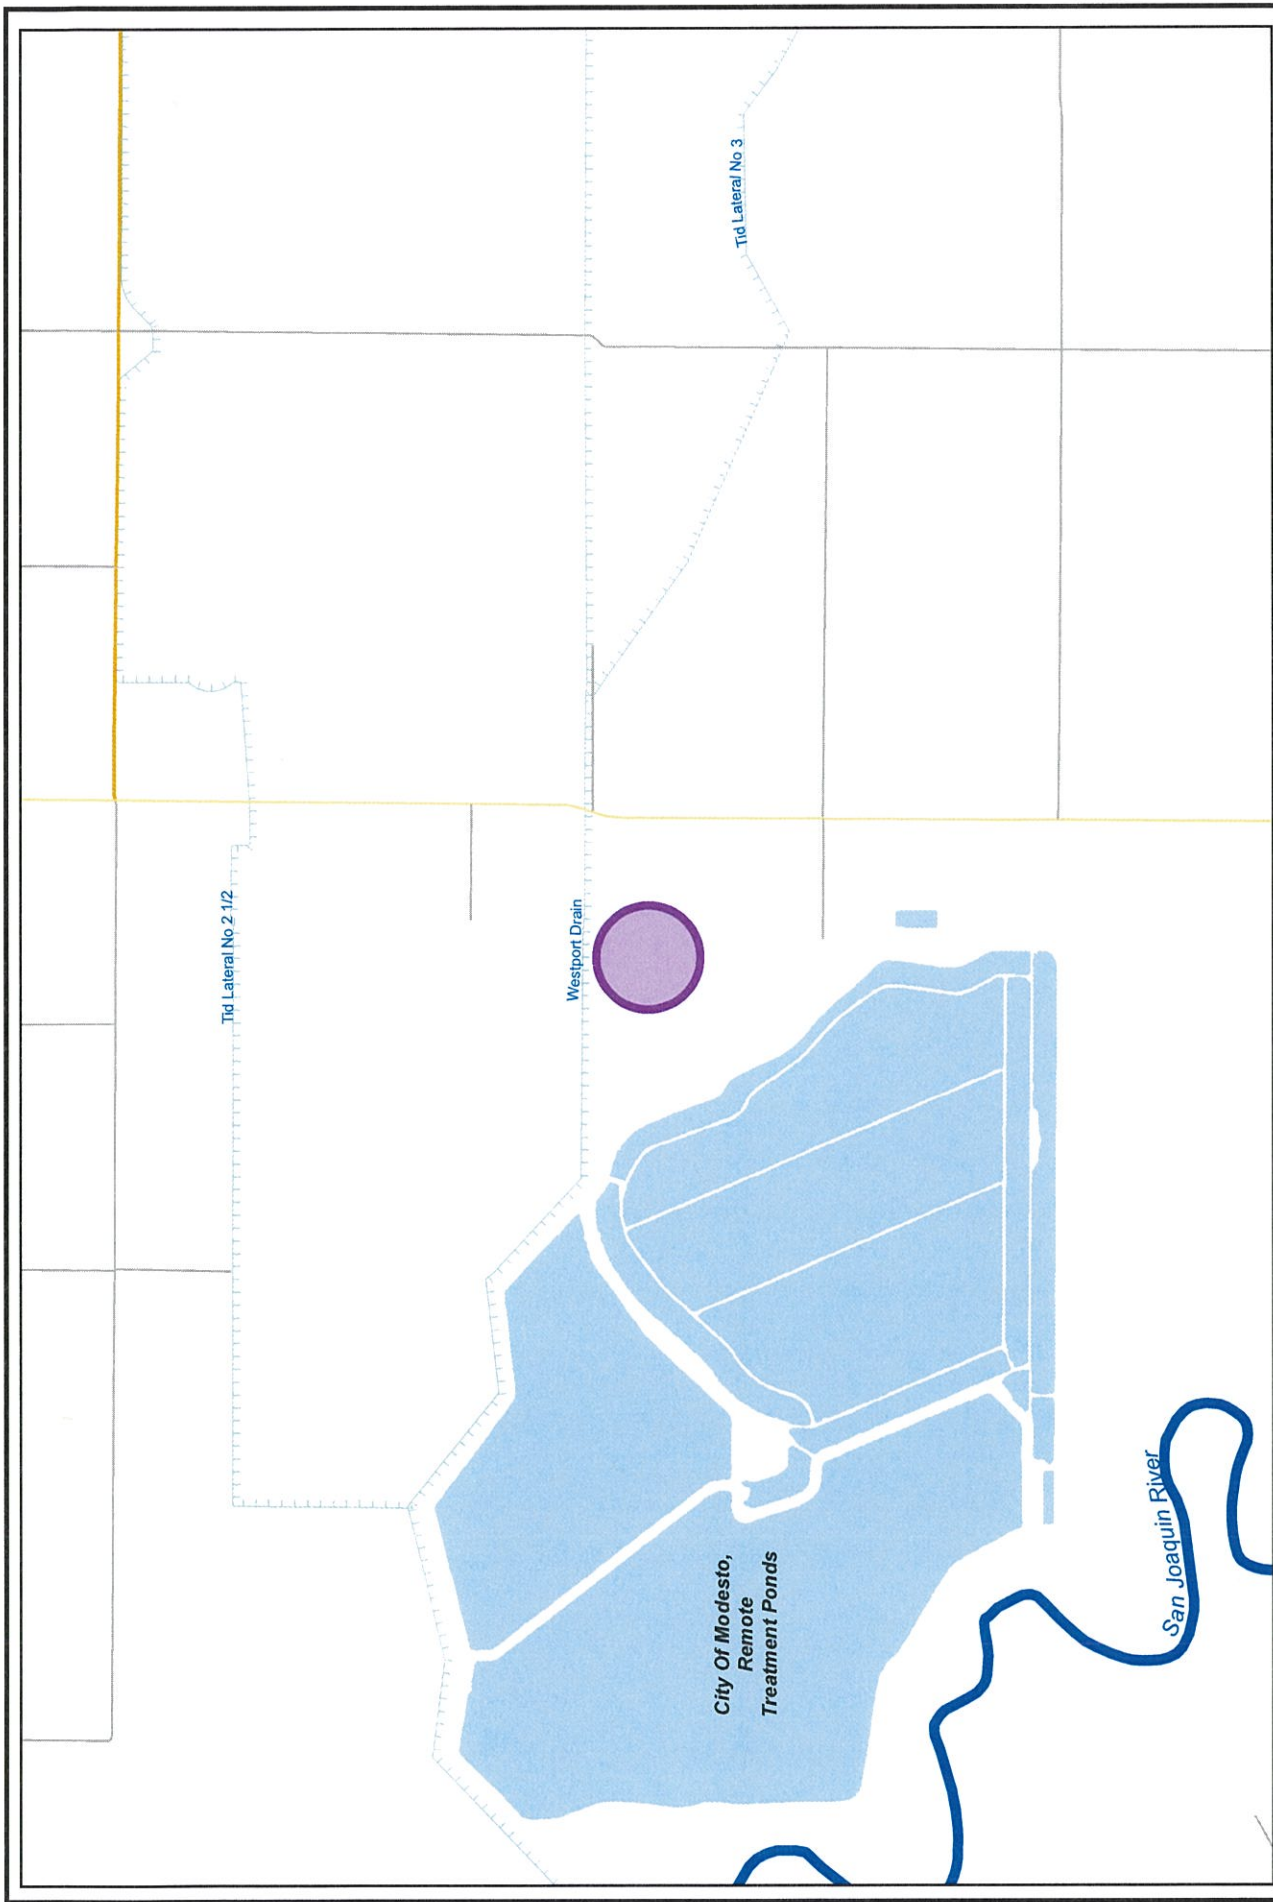 Tid Lateral No 2 1/2
Westport Drain
Tid Lateral No 3
City Of Modesto,
Remote
Treatment Ponds
San Joaquin River